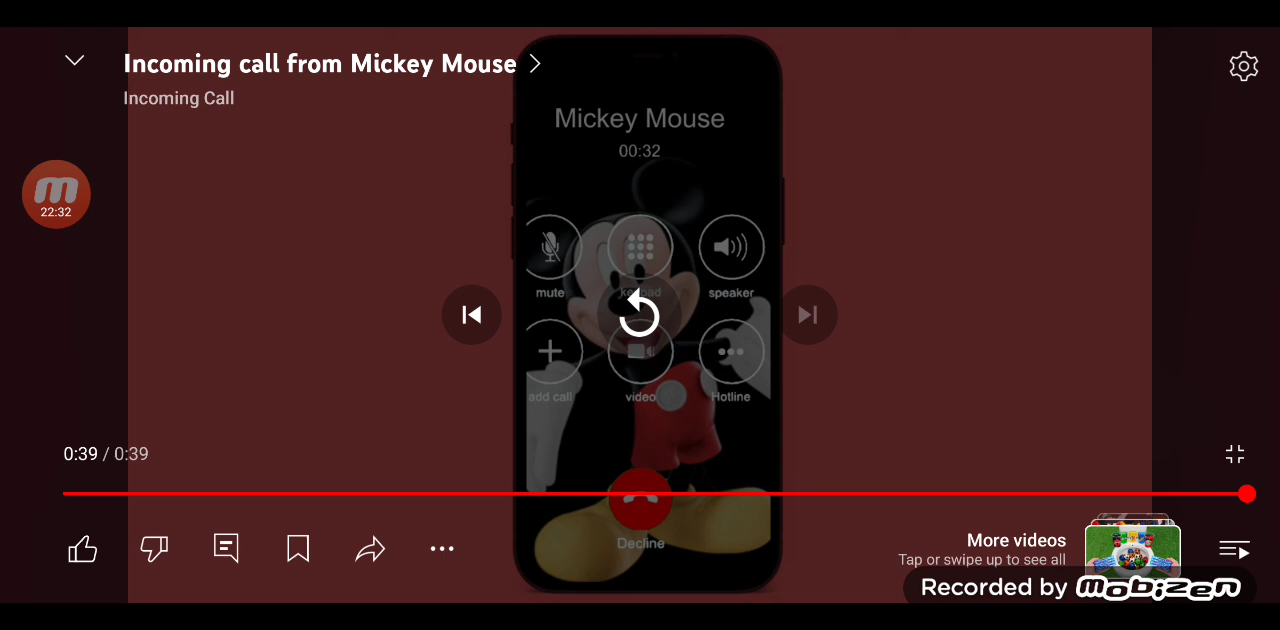 Incoming call from Mickey Mouse
Incoming Call
Mickey Mouse
00:32
m
22:32
mute
keypad
speaker
add call
video
Hotline
0:39 / 0:39
Decline
More videos
Tap or swipe up to see all
Recorded by mobizen